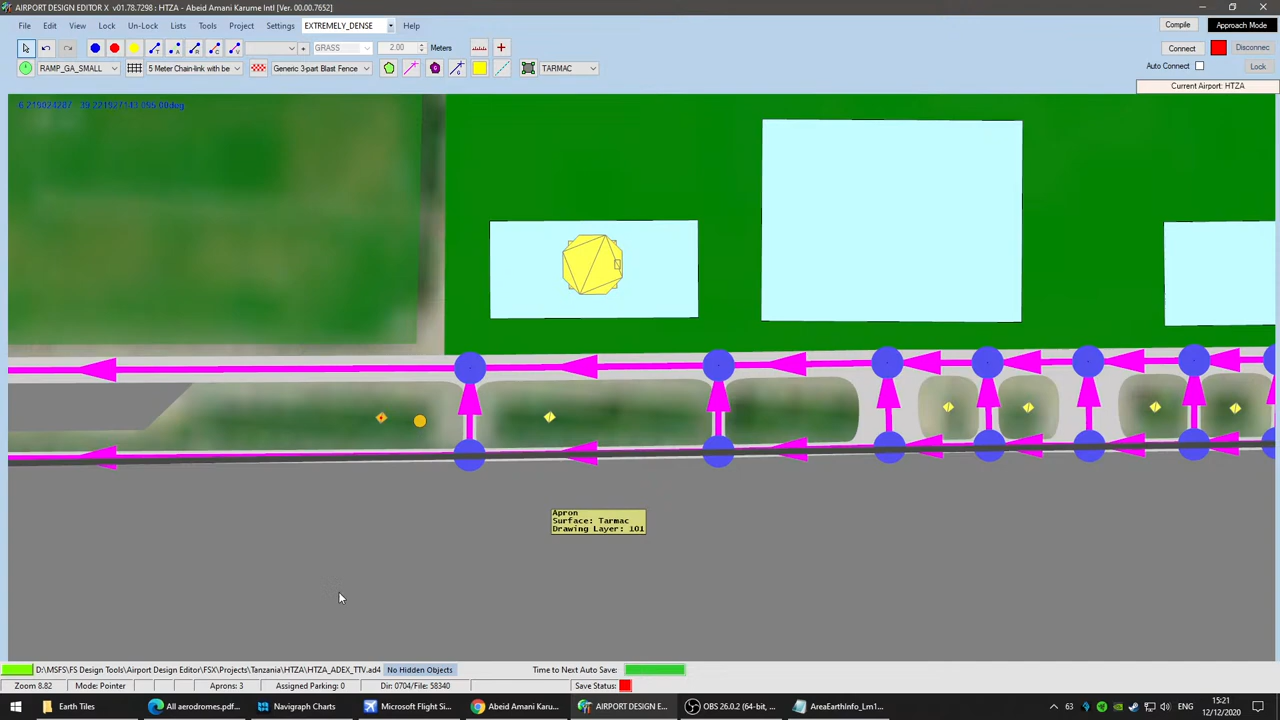 AIRPORT DESIGN EDITOR X v01.78.7298 : HTZA - Abeid Amani Karume Intl [Ver. 00.00.7652]
File Edit View Lock Un-Lock Lists Tools Project Settings EXTREMELY_DENSE Help
Compile Approach Mode
GRASS 2.00 Meters
Connect Disconnec
Auto Connect Lock
RAMP_GA_SMALL 5 Meter Chain-link with be Generic 3-part Blast Fence TARMAC
Current Airport: HTZA
Apron
Surface: Tarmac
Drawing Layer: 101
D:\MSFS\FS Design Tools\Airport Design Editor\FSX\Projects\Tanzania\HTZA\HTZA_ADEX_TTV.ad4 No Hidden Objects Time to Next Auto Save:
Zoom 8.82 Mode: Pointer Aprons: 3 Assigned Parking: 0 Dir: 0704/File: 58340 Save Status:
Earth Tiles All aerodromes.pdf... Navigraph Charts Microsoft Flight Si... Abeid Amani Karu... AIRPORT DESIGN E... OBS 26.0.2 (64-bit, ... AreaEarthInfo_Lm1... 63 ENG 15:21
12/12/2020